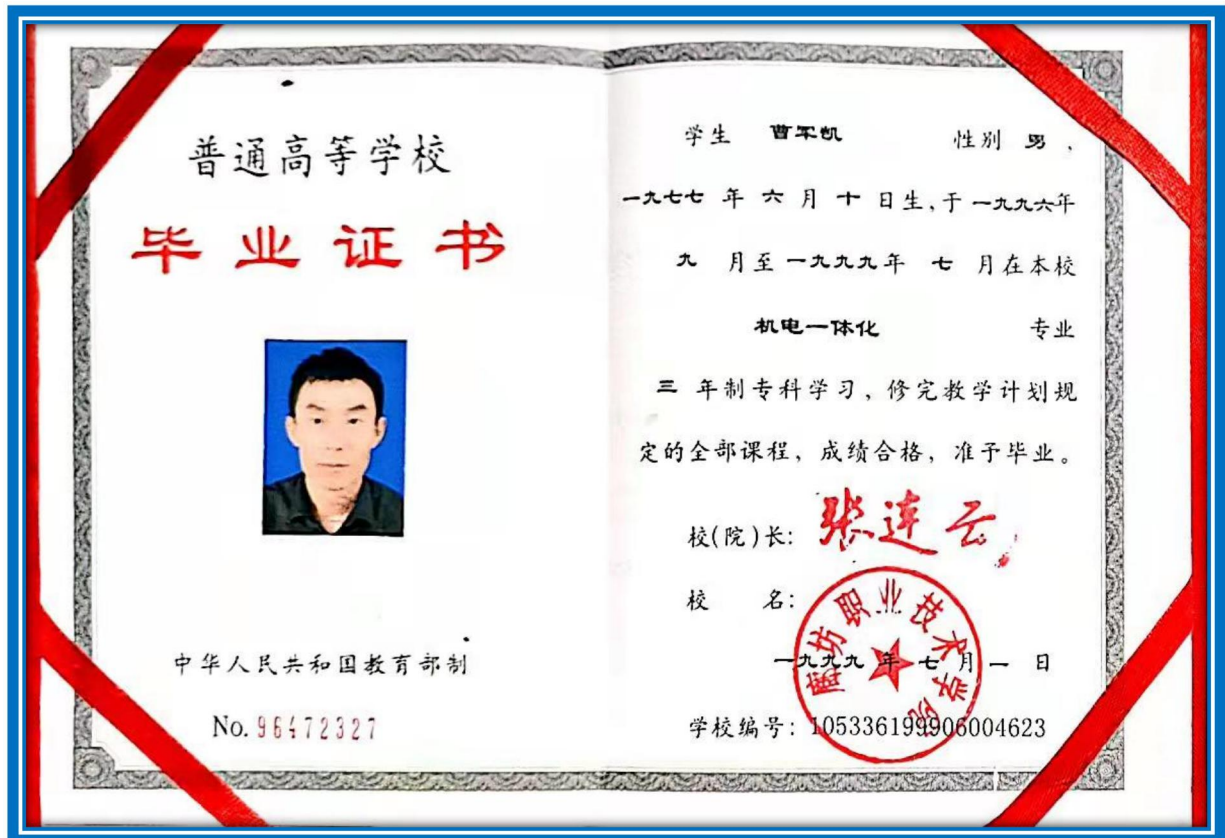 普通高等学校
毕业证书
中华人民共和国教育部制
No. 96472327
学生 曹军凯 性别 男,
一九七七 年 六 月 十 日生,于 一九九六年
九 月至 一九九九年 七 月在本校
机电一体化 专业
三 年制专科学习,修完教学计划规
定的全部课程,成绩合格,准予毕业。
校(院)长: 张连云
校 名:
廊坊职业技术学院
一九九九 年 七 月 一 日
学校编号: 105336199906004623